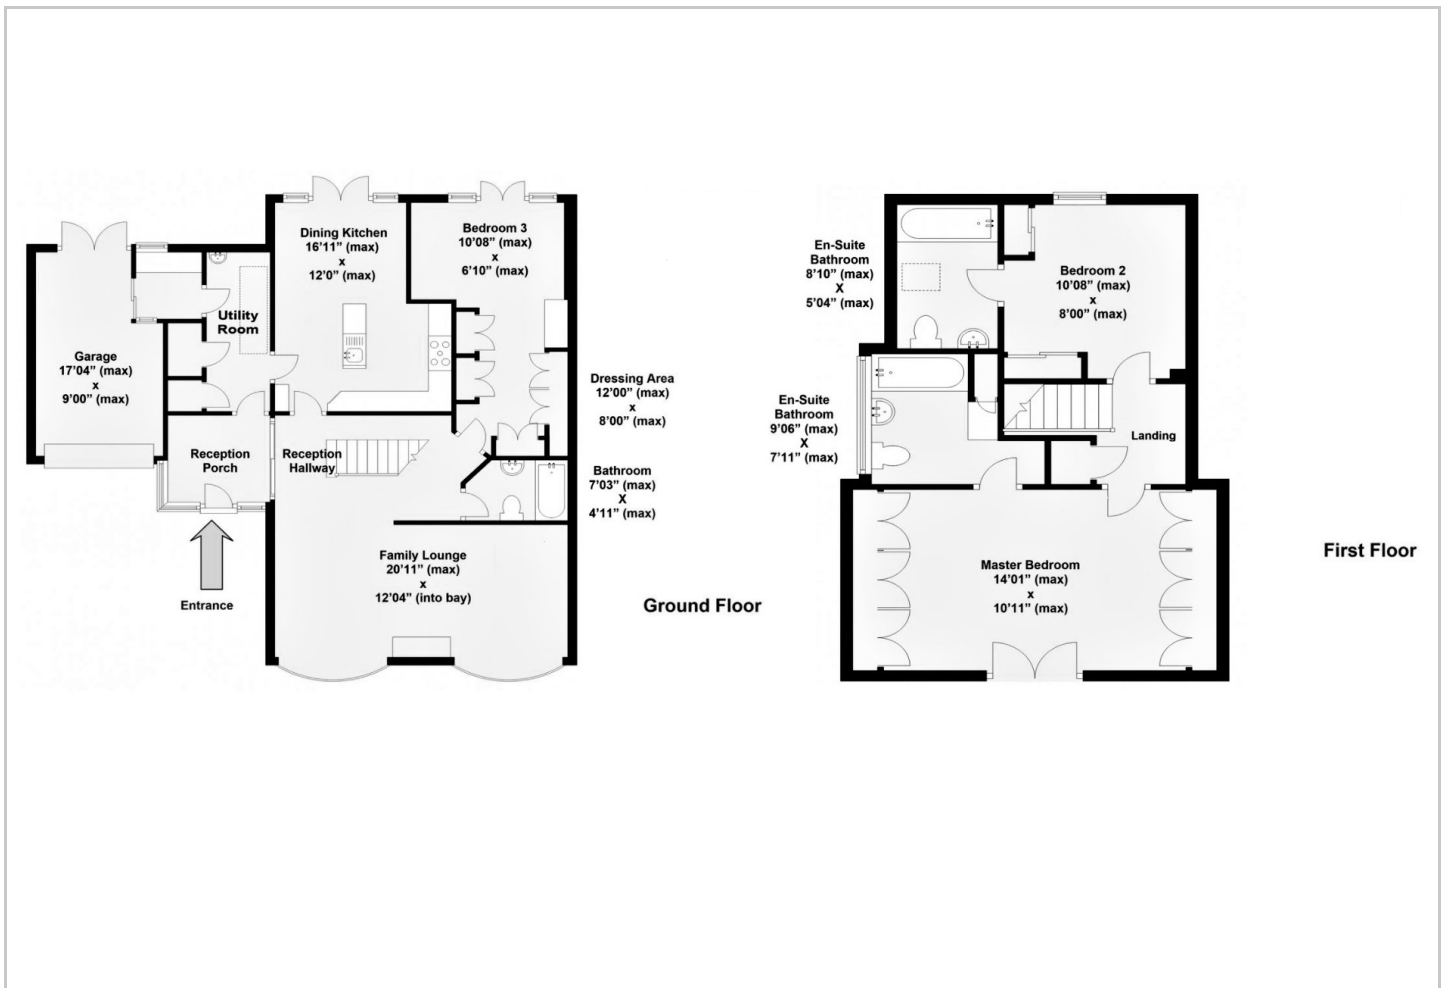 Dining Kitchen
16'11" (max)
x
12'0" (max)
Bedroom 3
10'08" (max)
x
6'10" (max)
Utility
Room
Garage
17'04" (max)
x
9'00" (max)
Dressing Area
12'00" (max)
x
8'00" (max)
Reception
Porch
Reception
Hallway
Bathroom
7'03" (max)
X
4'11" (max)
Family Lounge
20'11" (max)
x
12'04" (into bay)
Entrance
Ground Floor
En-Suite
Bathroom
8'10" (max)
X
5'04" (max)
Bedroom 2
10'08" (max)
x
8'00" (max)
En-Suite
Bathroom
9'06" (max)
X
7'11" (max)
Landing
Master Bedroom
14'01" (max)
x
10'11" (max)
First Floor